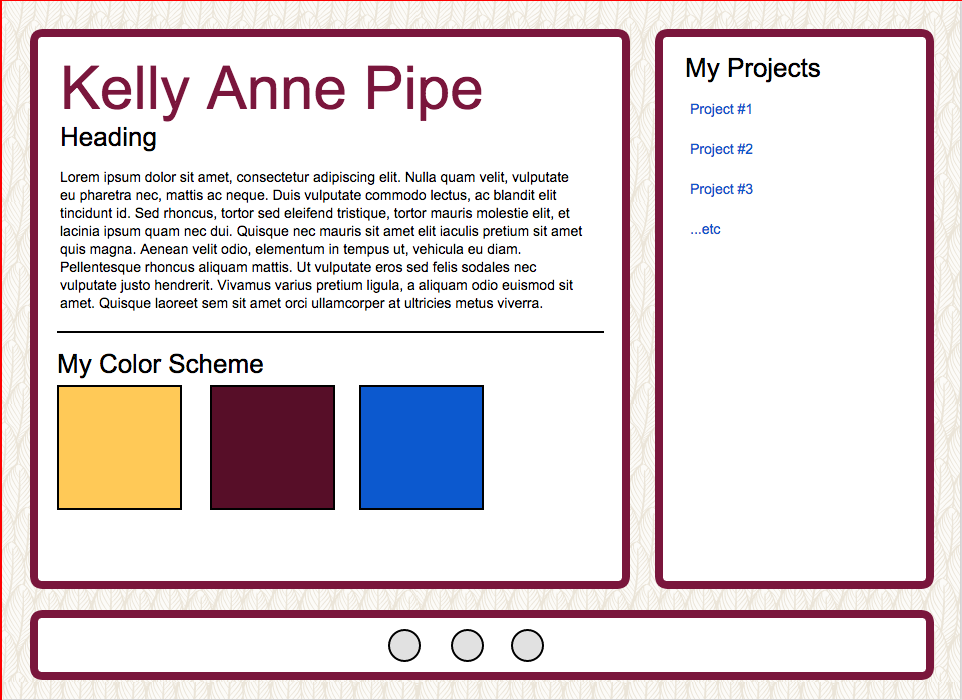 Kelly Anne Pipe
Heading
Lorem ipsum dolor sit amet, consectetur adipiscing elit. Nulla quam velit, vulputate
eu pharetra nec, mattis ac neque. Duis vulputate commodo lectus, ac blandit elit
tincidunt id. Sed rhoncus, tortor sed eleifend tristique, tortor mauris molestie elit, et
lacinia ipsum quam nec dui. Quisque nec mauris sit amet elit iaculis pretium sit amet
quis magna. Aenean velit odio, elementum in tempus ut, vehicula eu diam.
Pellentesque rhoncus aliquam mattis. Ut vulputate eros sed felis sodales nec
vulputate justo hendrerit. Vivamus varius pretium ligula, a aliquam odio euismod sit
amet. Quisque laoreet sem sit amet orci ullamcorper at ultricies metus viverra.
My Color Scheme
My Projects
Project #1
Project #2
Project #3
...etc